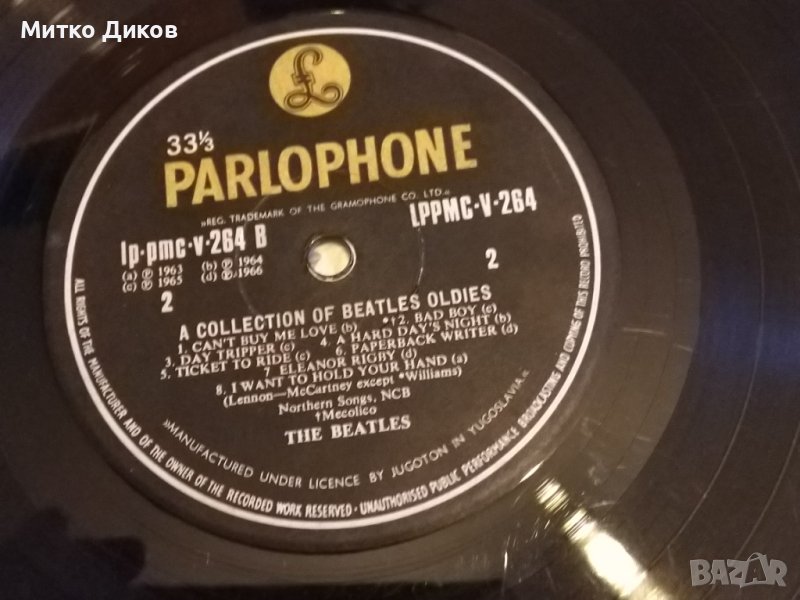 Митко Диков
33⅓
PARLOPHONE
»REG. TRADEMARK OF THE GRAMOPHONE CO. LTD.«
lp·pmc·v·264 B
LPPMC·V·264
(a) ℗ 1963 (b) ℗ 1964
(c) ℗ 1965 (d) ℗ 1966
2
2
A COLLECTION OF BEATLES OLDIES
1. CAN'T BUY ME LOVE (b) *†2. BAD BOY (c)
3. DAY TRIPPER (c) 4. A HARD DAY'S NIGHT (b)
5. TICKET TO RIDE (c) 6. PAPERBACK WRITER (d)
7. ELEANOR RIGBY (d)
8. I WANT TO HOLD YOUR HAND (a)
(Lennon—McCartney except *Williams)
Northern Songs, NCB
†Mecolico
THE BEATLES
»MANUFACTURED UNDER LICENCE BY JUGOTON IN YUGOSLAVIA«
ALL RIGHTS OF THE MANUFACTURER AND OF THE OWNER OF THE RECORDED WORK RESERVED · UNAUTHORISED PUBLIC PERFORMANCE BROADCASTING AND COPYING OF THIS RECORD PROHIBITED
BAZAR